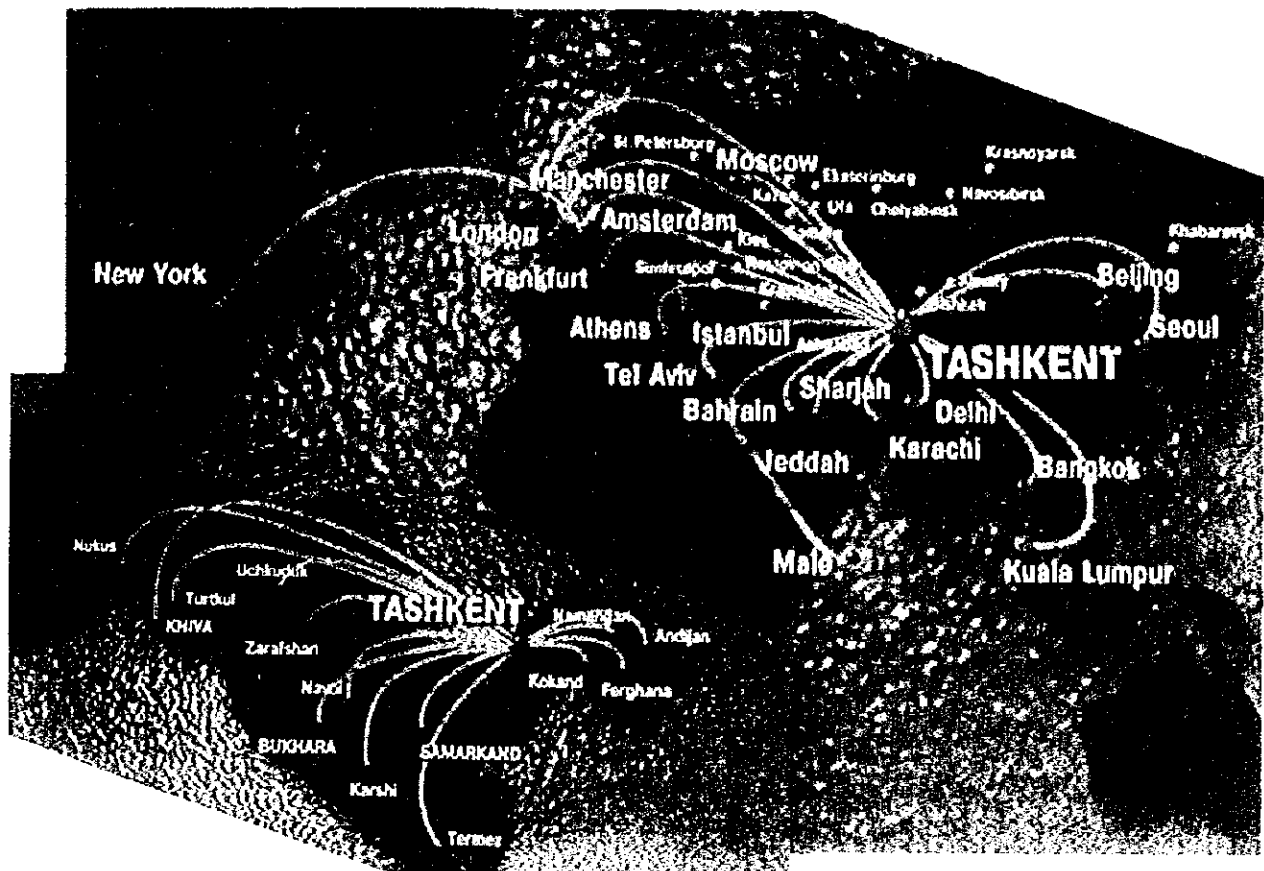 St. Petersburg
Moscow
Krasnoyarsk
Manchester
Ekaterinburg
Novosibirsk
Ufa
Chelyabinsk
Amsterdam
Khabarovsk
London
Kiev
New York
Frankfurt
Beijing
Athens
Istanbul
Seoul
TASHKENT
Tel Aviv
Sharjah
Bahrain
Delhi
Karachi
Jeddah
Bangkok
Male
Kuala Lumpur
Nukus
Uchkuduk
Turtkul
KHIVA
TASHKENT
Namangan
Andijan
Zarafshan
Navoi
Kokand
Ferghana
BUKHARA
SAMARKAND
Karshi
Termez